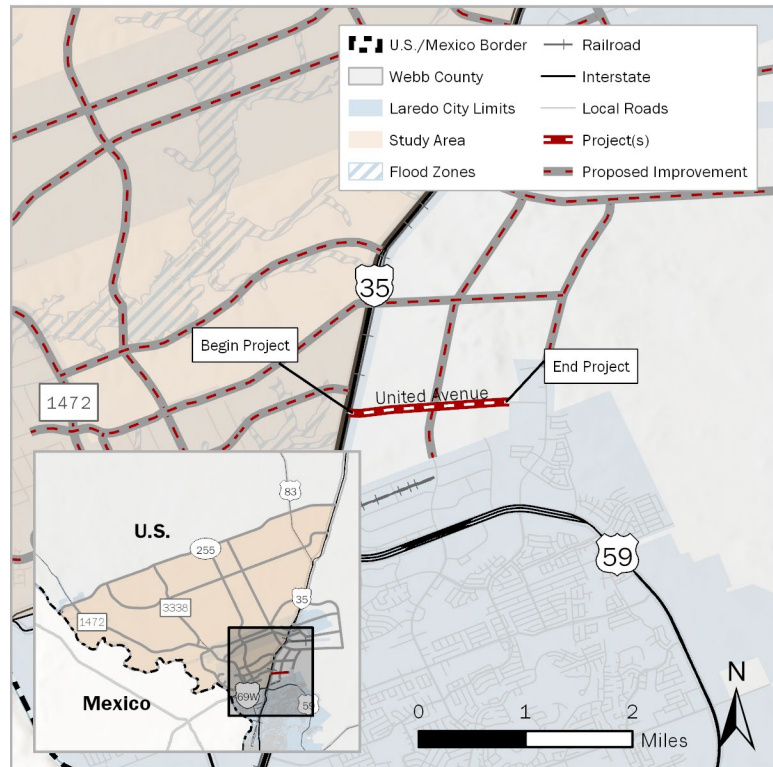 U.S./Mexico Border
Webb County
Laredo City Limits
Study Area
Flood Zones
Railroad
Interstate
Local Roads
Project(s)
Proposed Improvement
35
Begin Project
End Project
United Avenue
1472
59
83
U.S.
255
35
3338
1472
69W
59
Mexico
N
0 1 2
Miles